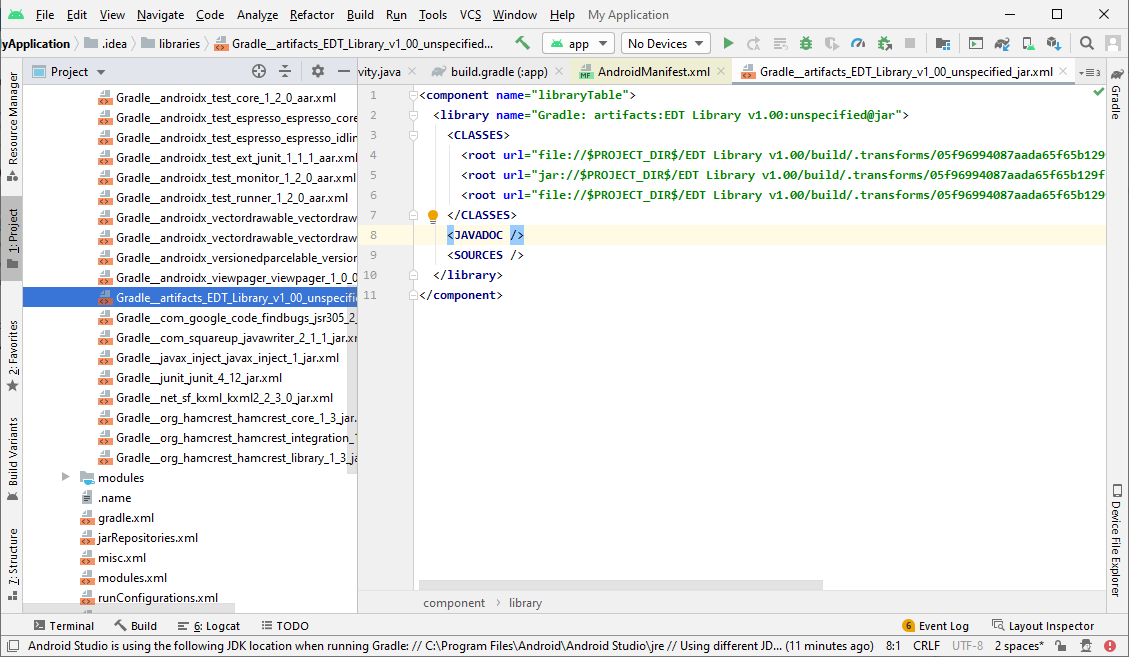 File Edit View Navigate Code Analyze Refactor Build Run Tools VCS Window Help My Application
yApplication .idea libraries Gradle__artifacts_EDT_Library_v1_00_unspecified... app No Devices
Project vity.java build.gradle (:app) AndroidManifest.xml Gradle__artifacts_EDT_Library_v1_00_unspecified_jar.xml 3
Resource Manager
1: Project
2: Favorites
Build Variants
7: Structure
Gradle__androidx_test_core_1_2_0_aar.xml
Gradle__androidx_test_espresso_espresso_core
Gradle__androidx_test_espresso_espresso_idlin
Gradle__androidx_test_ext_junit_1_1_1_aar.xml
Gradle__androidx_test_monitor_1_2_0_aar.xml
Gradle__androidx_test_runner_1_2_0_aar.xml
Gradle__androidx_vectordrawable_vectordraw
Gradle__androidx_vectordrawable_vectordraw
Gradle__androidx_versionedparcelable_version
Gradle__androidx_viewpager_viewpager_1_0_0
Gradle__artifacts_EDT_Library_v1_00_unspecifi
Gradle__com_google_code_findbugs_jsr305_2_
Gradle__com_squareup_javawriter_2_1_1_jar.xr
Gradle__javax_inject_javax_inject_1_jar.xml
Gradle__junit_junit_4_12_jar.xml
Gradle__net_sf_kxml_kxml2_2_3_0_jar.xml
Gradle__org_hamcrest_hamcrest_core_1_3_jar.
Gradle__org_hamcrest_hamcrest_integration_1
Gradle__org_hamcrest_hamcrest_library_1_3_ja
modules
.name
gradle.xml
jarRepositories.xml
misc.xml
modules.xml
runConfigurations.xml
1 <component name="libraryTable">
2 <library name="Gradle: artifacts:EDT Library v1.00:unspecified@jar">
3 <CLASSES>
4 <root url="file://$PROJECT_DIR$/EDT Library v1.00/build/.transforms/05f96994087aada65f65b129
5 <root url="jar://$PROJECT_DIR$/EDT Library v1.00/build/.transforms/05f96994087aada65f65b129f
6 <root url="file://$PROJECT_DIR$/EDT Library v1.00/build/.transforms/05f96994087aada65f65b129
7 </CLASSES>
8 <JAVADOC />
9 <SOURCES />
10 </library>
11 </component>
component library
Gradle
Device File Explorer
Terminal Build 6: Logcat TODO 6 Event Log Layout Inspector
Android Studio is using the following JDK location when running Gradle: // C:\Program Files\Android\Android Studio\jre // Using different JD... (11 minutes ago) 8:1 CRLF UTF-8 2 spaces*